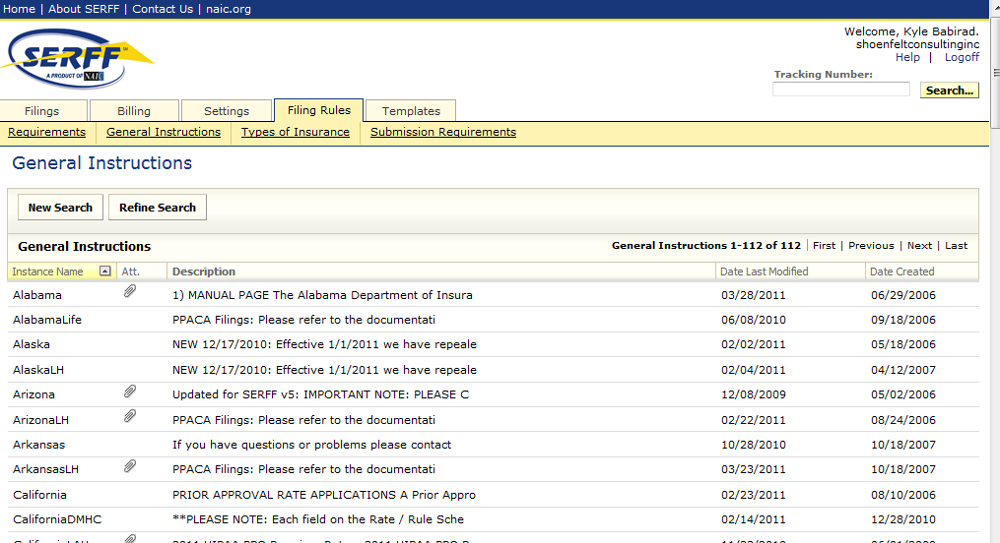 Home | About SERFF | Contact Us | naic.org
SERFF
A PRODUCT OF NAIC
Welcome, Kyle Babirad.
shoenfeltconsultinginc
Help | Logoff
Tracking Number:
Search...
Filings Billing Settings Filing Rules Templates
Requirements General Instructions Types of Insurance Submission Requirements
General Instructions
New Search Refine Search
General Instructions General Instructions 1-112 of 112 | First | Previous | Next | Last
Instance Name Att. Description Date Last Modified Date Created
Alabama 1) MANUAL PAGE The Alabama Department of Insura 03/28/2011 06/29/2006
AlabamaLife PPACA Filings: Please refer to the documentati 06/08/2010 09/18/2006
Alaska NEW 12/17/2010: Effective 1/1/2011 we have repeale 02/02/2011 05/18/2006
AlaskaLH NEW 12/17/2010: Effective 1/1/2011 we have repeale 02/04/2011 04/12/2007
Arizona Updated for SERFF v5: IMPORTANT NOTE: PLEASE C 12/08/2009 05/02/2006
ArizonaLH PPACA Filings: Please refer to the documentati 02/22/2011 08/24/2006
Arkansas If you have questions or problems please contact 10/28/2010 10/18/2007
ArkansasLH PPACA Filings: Please refer to the documentati 03/23/2011 10/18/2007
California PRIOR APPROVAL RATE APPLICATIONS A Prior Appro 02/23/2011 08/10/2006
CaliforniaDMHC **PLEASE NOTE: Each field on the Rate / Rule Sche 02/14/2011 12/28/2010